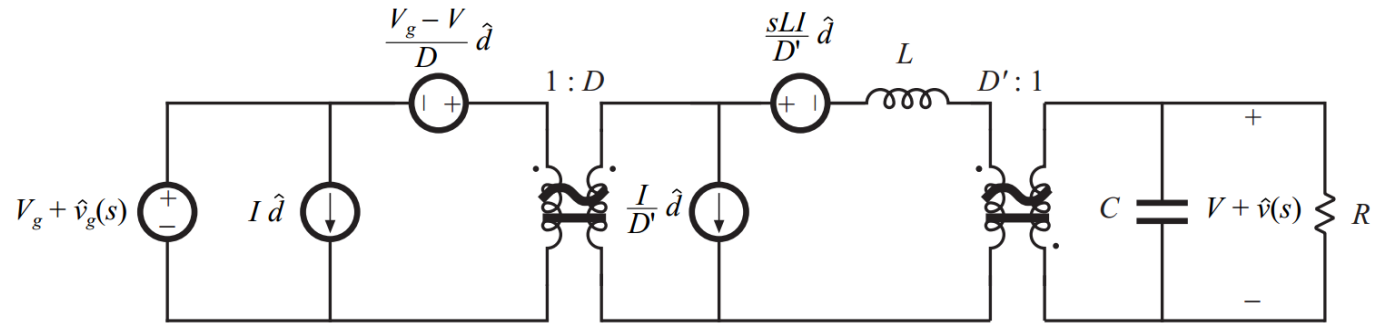 (V_g − V)/D d̂
1 : D
sLI/D' d̂
L
D′ : 1
V_g + v̂_g(s)
+
−
I d̂
− +
I/D' d̂
+ −
C
+
V + v̂(s)
−
R